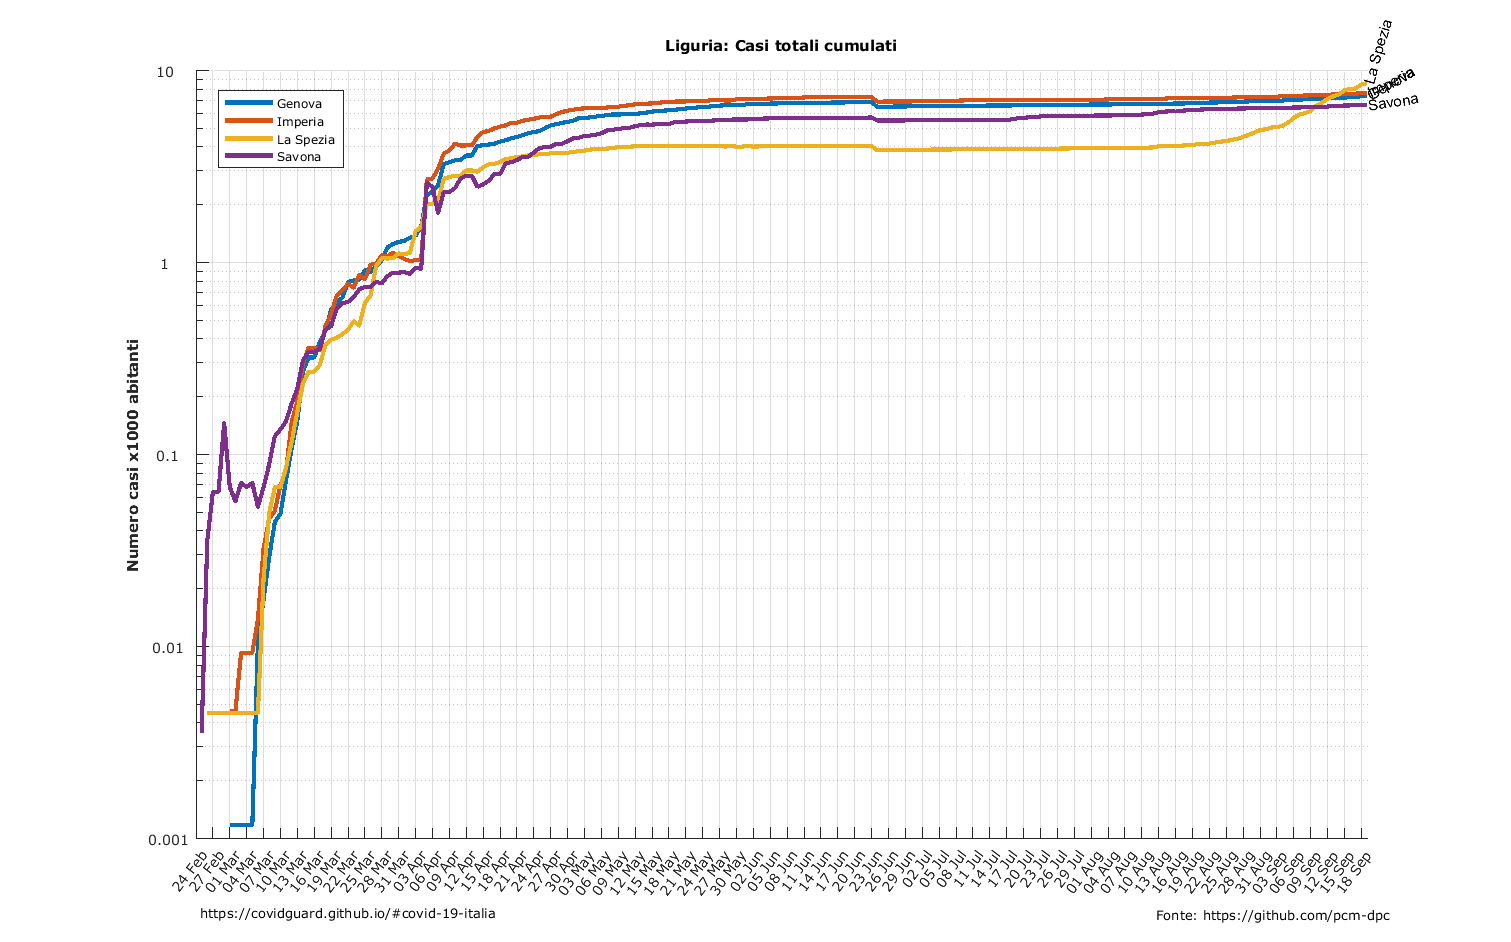 Liguria: Casi totali cumulati
Numero casi x1000 abitanti
10
1
0.1
0.01
0.001
Genova
Imperia
La Spezia
Savona
La Spezia
Imperia
Genova
Savona
24 Feb
27 Feb
01 Mar
04 Mar
07 Mar
10 Mar
13 Mar
16 Mar
19 Mar
22 Mar
25 Mar
28 Mar
31 Mar
03 Apr
06 Apr
09 Apr
12 Apr
15 Apr
18 Apr
21 Apr
24 Apr
27 Apr
30 Apr
03 May
06 May
09 May
12 May
15 May
18 May
21 May
24 May
27 May
30 May
02 Jun
05 Jun
08 Jun
11 Jun
14 Jun
17 Jun
20 Jun
23 Jun
26 Jun
29 Jun
02 Jul
05 Jul
08 Jul
11 Jul
14 Jul
17 Jul
20 Jul
23 Jul
26 Jul
29 Jul
01 Aug
04 Aug
07 Aug
10 Aug
13 Aug
16 Aug
19 Aug
22 Aug
25 Aug
28 Aug
31 Aug
03 Sep
06 Sep
09 Sep
12 Sep
15 Sep
18 Sep
https://covidguard.github.io/#covid-19-italia
Fonte: https://github.com/pcm-dpc